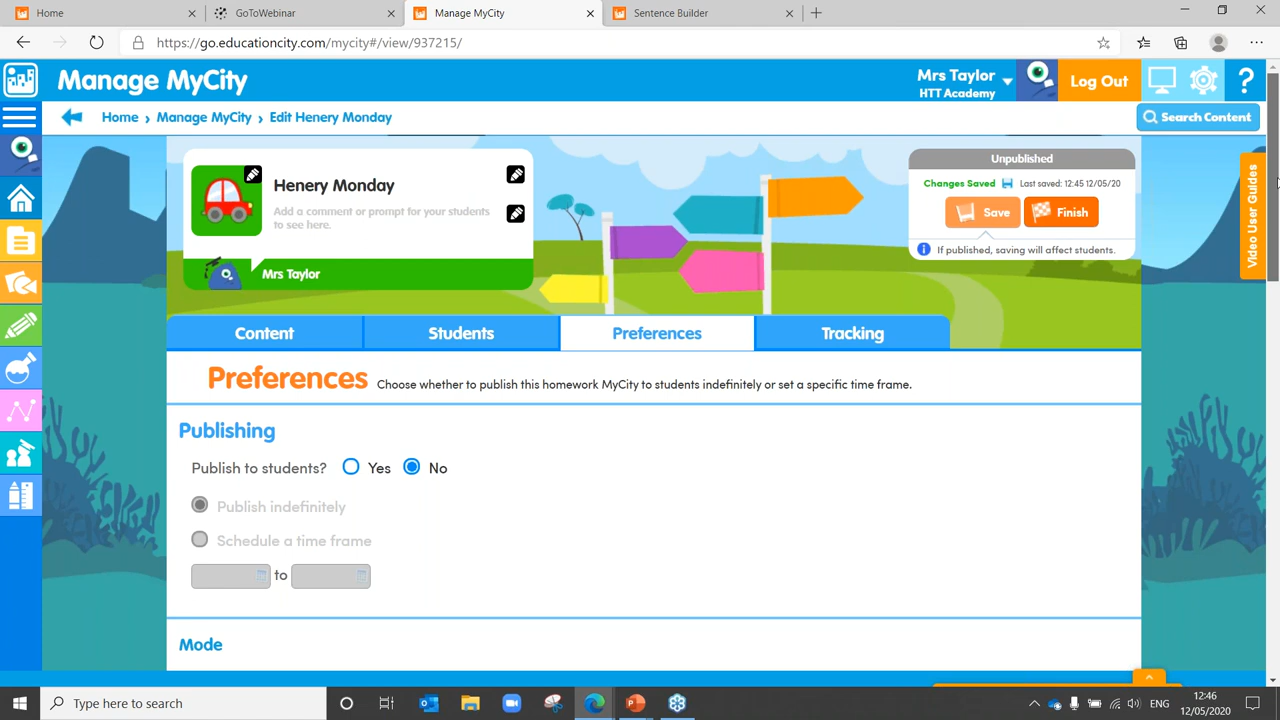 Home
GoToWebinar
Manage MyCity
Sentence Builder
https://go.educationcity.com/mycity#/view/937215/
Manage MyCity
Mrs Taylor
HTT Academy
Log Out
?
Home › Manage MyCity › Edit Henery Monday
Search Content
Henery Monday
Add a comment or prompt for your students
to see here.
Mrs Taylor
Unpublished
Changes Saved Last saved: 12:45 12/05/20
Save Finish
If published, saving will affect students.
Video User Guides
Content Students Preferences Tracking
Preferences Choose whether to publish this homework MyCity to students indefinitely or set a specific time frame.
Publishing
Publish to students? Yes No
Publish indefinitely
Schedule a time frame
to
Mode
Type here to search
ENG
12:46
12/05/2020